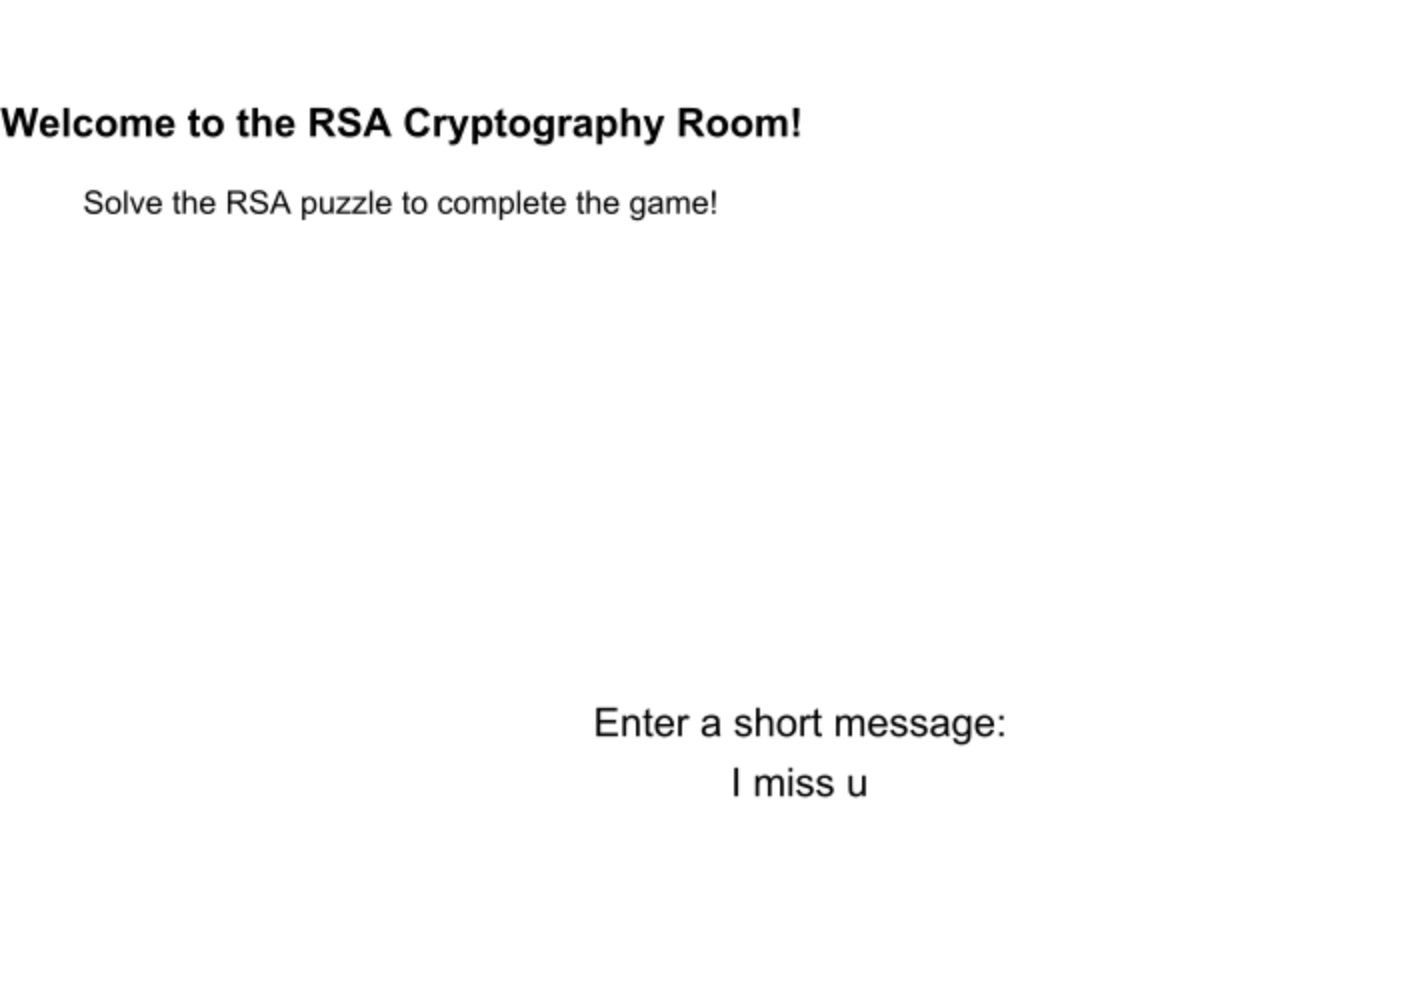 Welcome to the RSA Cryptography Room!
Solve the RSA puzzle to complete the game!
Enter a short message:
I miss u